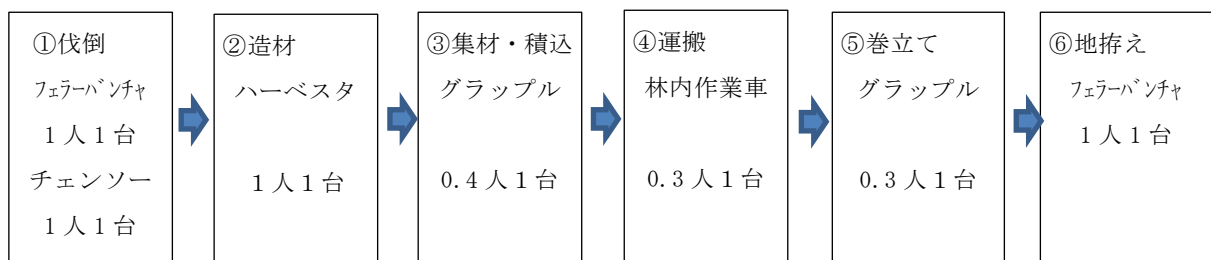 ①伐倒
ﾌｪﾗｰﾊﾞﾝﾁｬ
1人1台
チェンソー
1人1台
②造材
ハーベスタ
1人1台
③集材・積込
グラップル
0.4人1台
④運搬
林内作業車
0.3人1台
⑤巻立て
グラップル
0.3人1台
⑥地拵え
ﾌｪﾗｰﾊﾞﾝﾁｬ
1人1台